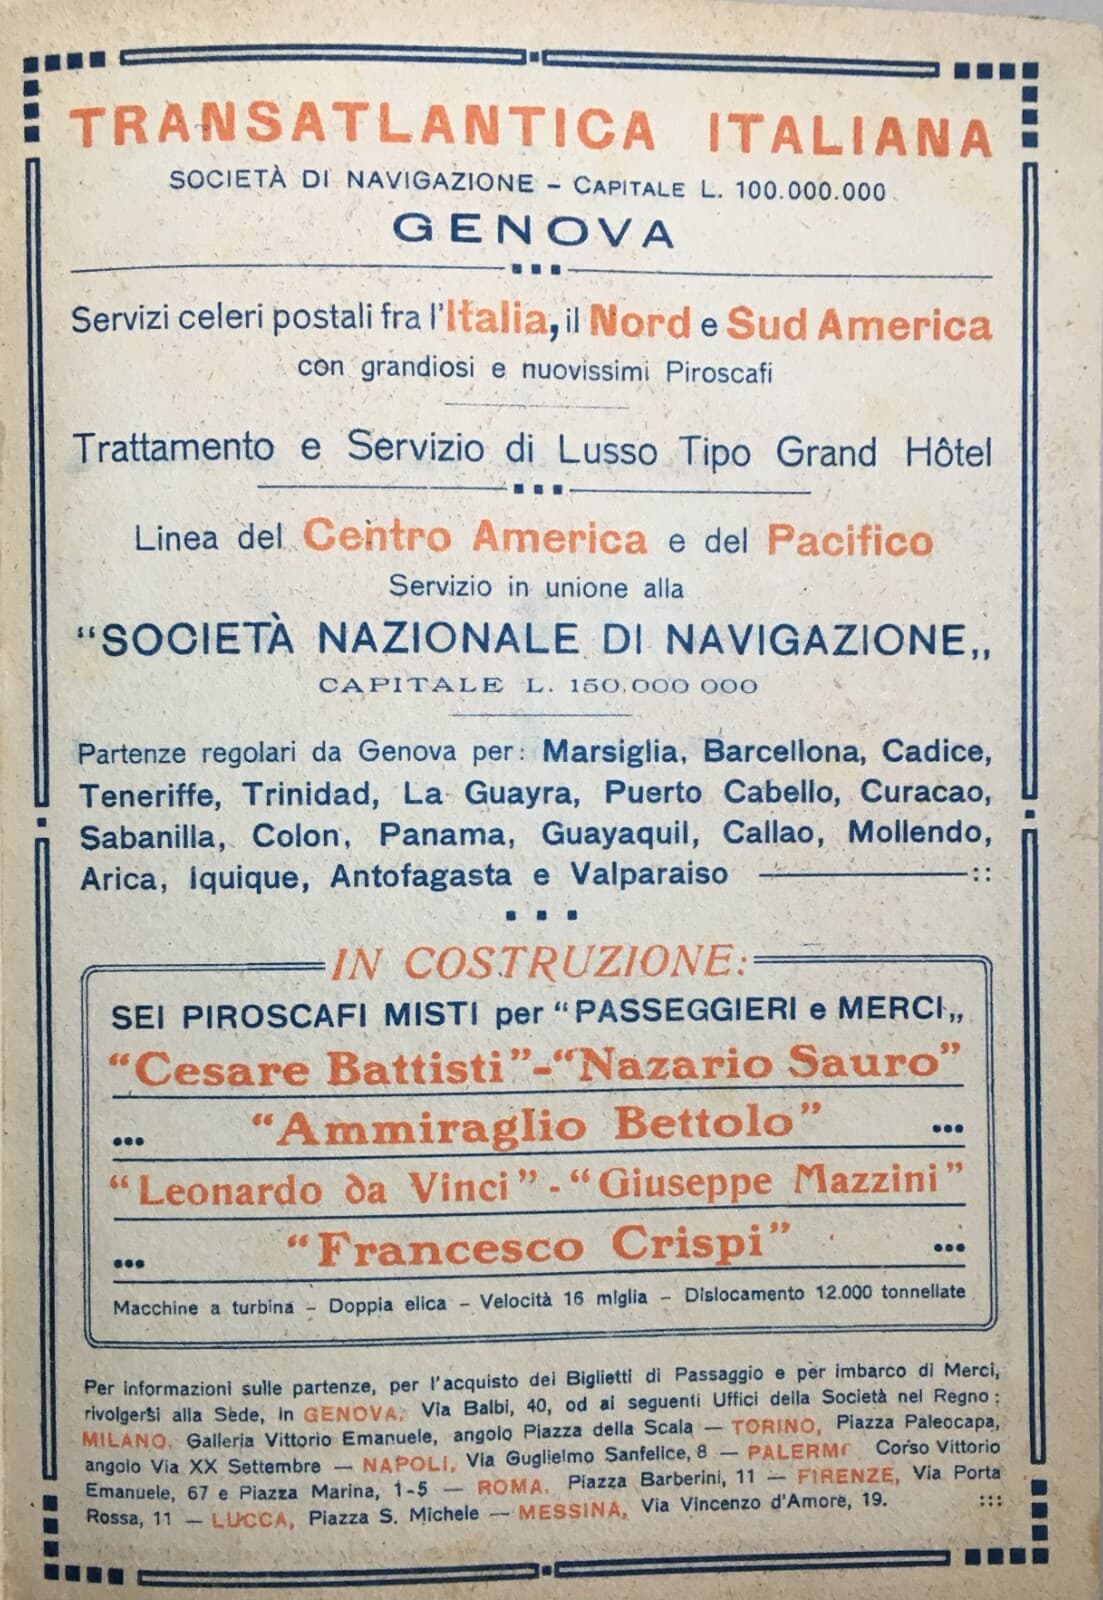 TRANSATLANTICA ITALIANA
SOCIETÀ DI NAVIGAZIONE – CAPITALE L. 100.000.000
GENOVA
Servizi celeri postali fra l'Italia, il Nord e Sud America
con grandiosi e nuovissimi Piroscafi
Trattamento e Servizio di Lusso Tipo Grand Hôtel
Linea del Centro America e del Pacifico
Servizio in unione alla
“SOCIETÀ NAZIONALE DI NAVIGAZIONE„
CAPITALE L. 150.000 000
Partenze regolari da Genova per: Marsiglia, Barcellona, Cadice,
Teneriffe, Trinidad, La Guayra, Puerto Cabello, Curacao,
Sabanilla, Colon, Panama, Guayaquil, Callao, Mollendo,
Arica, Iquique, Antofagasta e Valparaiso
IN COSTRUZIONE:
SEI PIROSCAFI MISTI per “PASSEGGIERI e MERCI„
“Cesare Battisti”-“Nazario Sauro”
... “Ammiraglio Bettolo” ...
“Leonardo da Vinci” - “Giuseppe Mazzini”
... “Francesco Crispi” ...
Macchine a turbina – Doppia elica – Velocità 16 miglia – Dislocamento 12.000 tonnellate
Per informazioni sulle partenze, per l'acquisto dei Biglietti di Passaggio e per imbarco di Merci,
rivolgersi alla Sede, in GENOVA, Via Balbi, 40, od ai seguenti Uffici della Società nel Regno:
MILANO, Galleria Vittorio Emanuele, angolo Piazza della Scala — TORINO, Piazza Paleocapa,
angolo Via XX Settembre — NAPOLI, Via Guglielmo Sanfelice, 8 — PALERMO Corso Vittorio
Emanuele, 67 e Piazza Marina, 1-5 — ROMA, Piazza Barberini, 11 — FIRENZE, Via Porta
Rossa, 11 — LUCCA, Piazza S. Michele — MESSINA, Via Vincenzo d'Amore, 19.